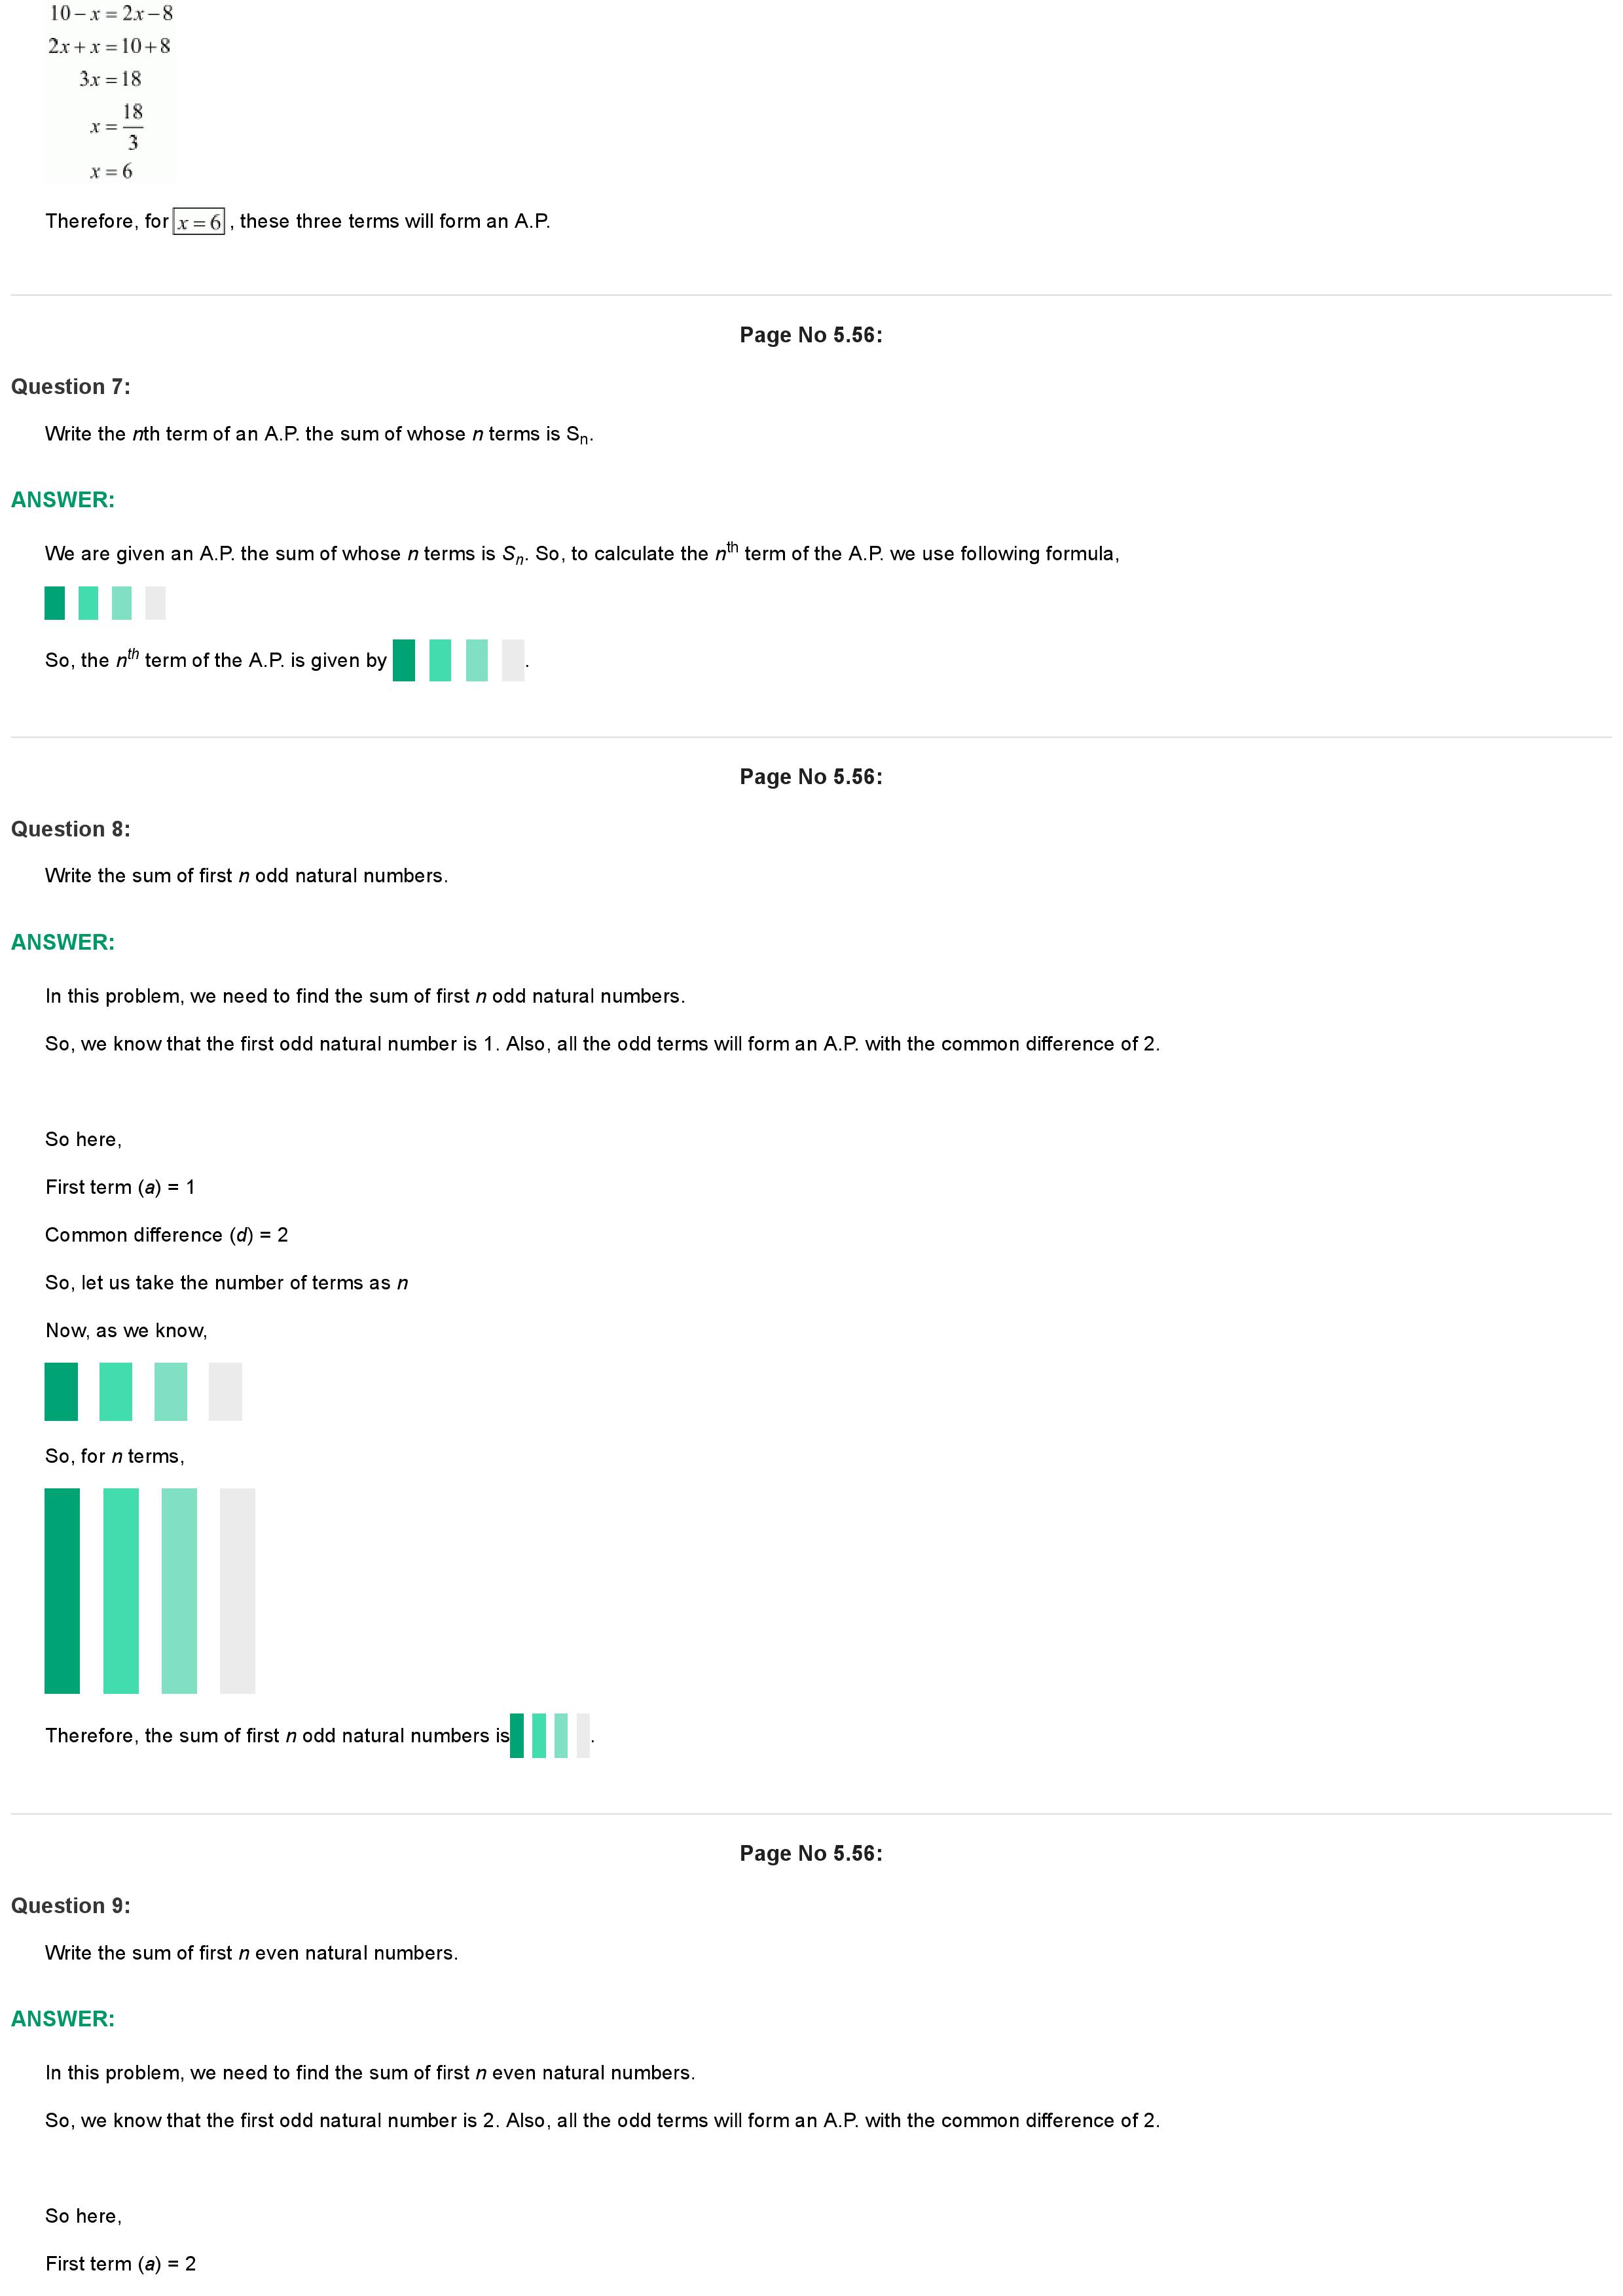 10 − x = 2x − 8
2x + x = 10 + 8
3x = 18
x = 18/3
x = 6
Therefore, for x = 6, these three terms will form an A.P.
Page No 5.56:
Question 7:
Write the nth term of an A.P. the sum of whose n terms is Sₙ.
ANSWER:
We are given an A.P. the sum of whose n terms is Sₙ. So, to calculate the nᵗʰ term of the A.P. we use following formula,
So, the nᵗʰ term of the A.P. is given by .
Page No 5.56:
Question 8:
Write the sum of first n odd natural numbers.
ANSWER:
In this problem, we need to find the sum of first n odd natural numbers.
So, we know that the first odd natural number is 1. Also, all the odd terms will form an A.P. with the common difference of 2.
So here,
First term (a) = 1
Common difference (d) = 2
So, let us take the number of terms as n
Now, as we know,
So, for n terms,
Therefore, the sum of first n odd natural numbers is .
Page No 5.56:
Question 9:
Write the sum of first n even natural numbers.
ANSWER:
In this problem, we need to find the sum of first n even natural numbers.
So, we know that the first odd natural number is 2. Also, all the odd terms will form an A.P. with the common difference of 2.
So here,
First term (a) = 2